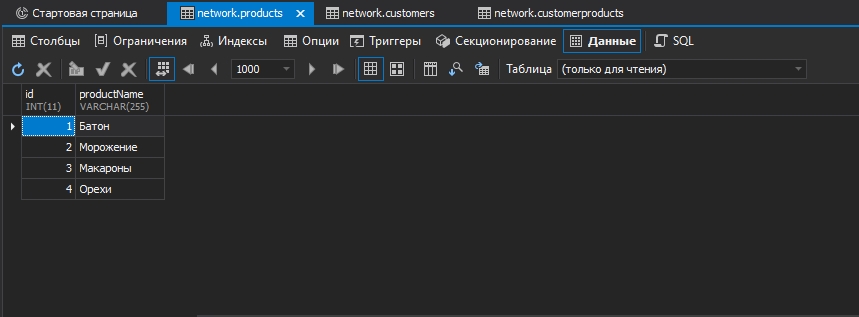 Стартовая страница network.products network.customers network.customerproducts
Столбцы Ограничения Индексы Опции Триггеры Секционирование Данные SQL
1000 Таблица (только для чтения)
id productName
INT(11) VARCHAR(255)
1 Батон
2 Морожение
3 Макароны
4 Орехи